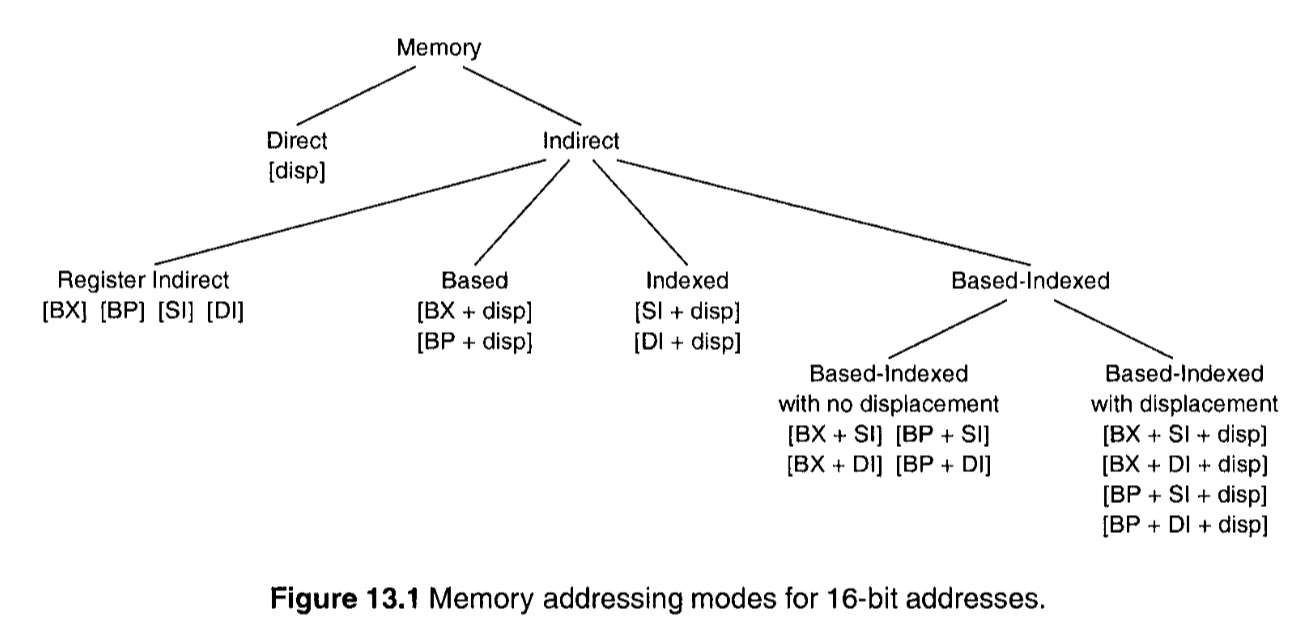 Memory
Direct
[disp]
Indirect
Register Indirect
[BX] [BP] [SI] [DI]
Based
[BX + disp]
[BP + disp]
Indexed
[SI + disp]
[DI + disp]
Based-Indexed
Based-Indexed
with no displacement
[BX + SI] [BP + SI]
[BX + DI] [BP + DI]
Based-Indexed
with displacement
[BX + SI + disp]
[BX + DI + disp]
[BP + SI + disp]
[BP + DI + disp]
Figure 13.1 Memory addressing modes for 16-bit addresses.